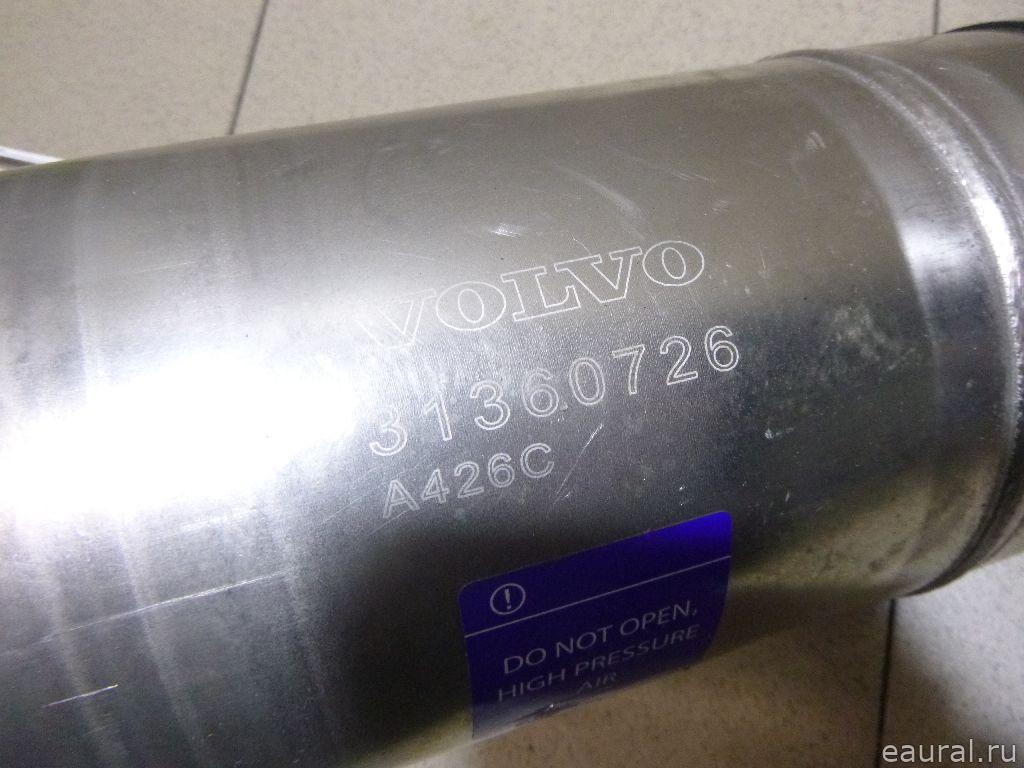 VOLVO
31360726
A426C
!
DO NOT OPEN,
HIGH PRESSURE
AIR
eaural.ru